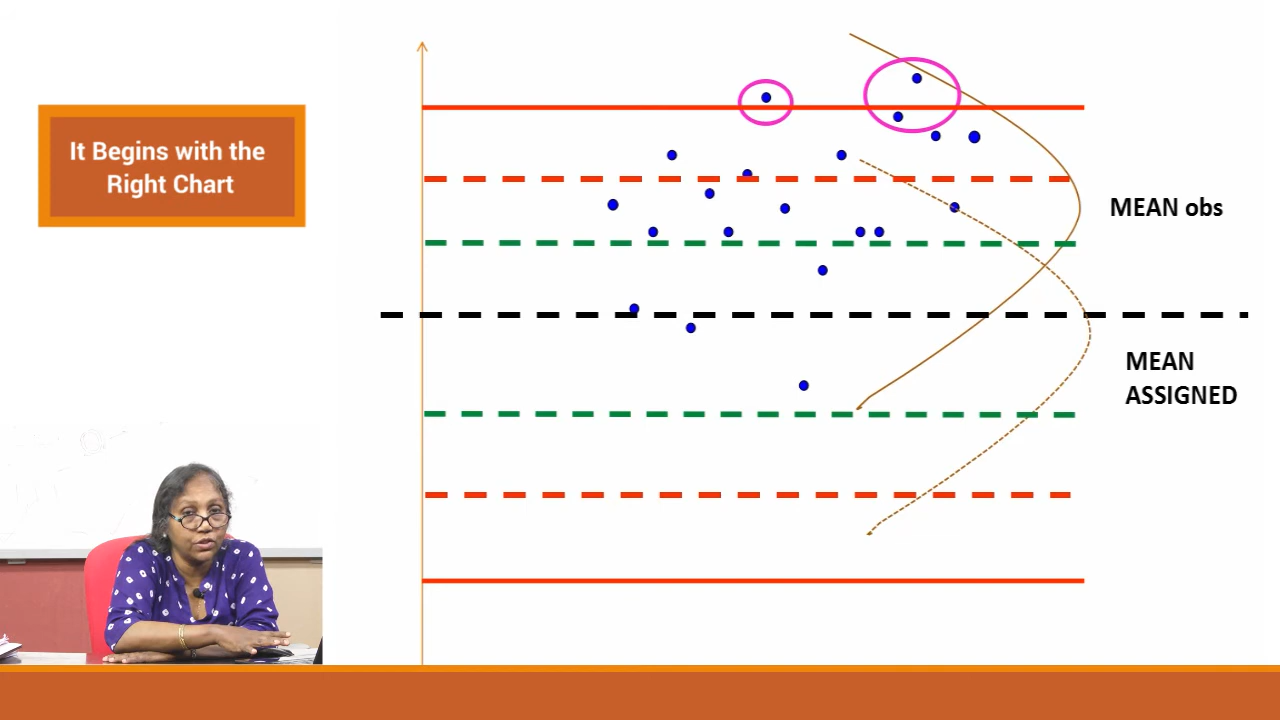 It Begins with the
Right Chart
MEAN obs
MEAN
ASSIGNED